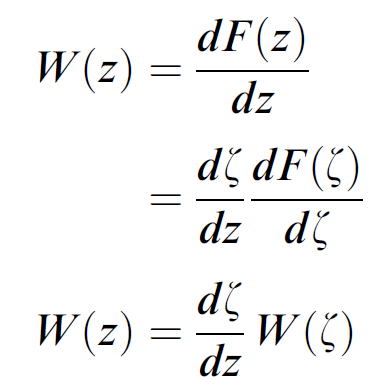 W(z) = dF(z)/dz
= dζ/dz dF(ζ)/dζ
W(z) = dζ/dz W(ζ)